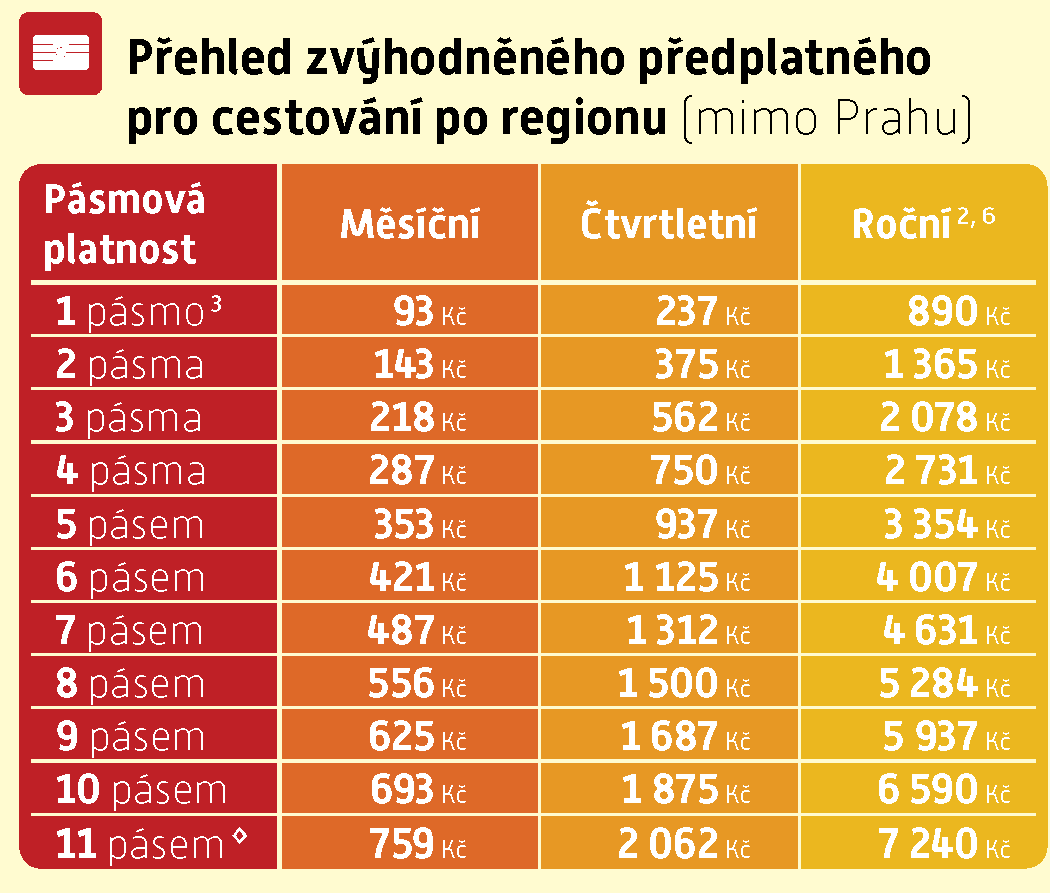 Přehled zvýhodněného předplatného
pro cestování po regionu (mimo Prahu)
Pásmová
platnost
Měsíční Čtvrtletní Roční 2, 6
1 pásmo 3 93 Kč 237 Kč 890 Kč
2 pásma 143 Kč 375 Kč 1 365 Kč
3 pásma 218 Kč 562 Kč 2 078 Kč
4 pásma 287 Kč 750 Kč 2 731 Kč
5 pásem 353 Kč 937 Kč 3 354 Kč
6 pásem 421 Kč 1 125 Kč 4 007 Kč
7 pásem 487 Kč 1 312 Kč 4 631 Kč
8 pásem 556 Kč 1 500 Kč 5 284 Kč
9 pásem 625 Kč 1 687 Kč 5 937 Kč
10 pásem 693 Kč 1 875 Kč 6 590 Kč
11 pásem ⋄ 759 Kč 2 062 Kč 7 240 Kč